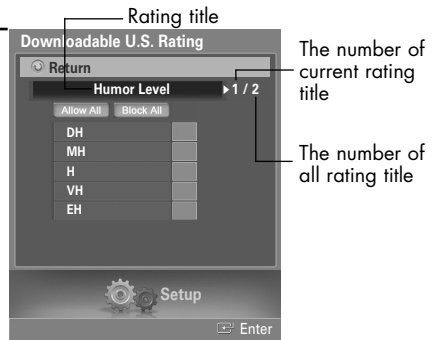 Rating title
Downloadable U.S. Rating
Return
Humor Level
1 / 2
Allow All Block All
DH
MH
H
VH
EH
Setup
Enter
The number of
current rating
title
The number of
all rating title